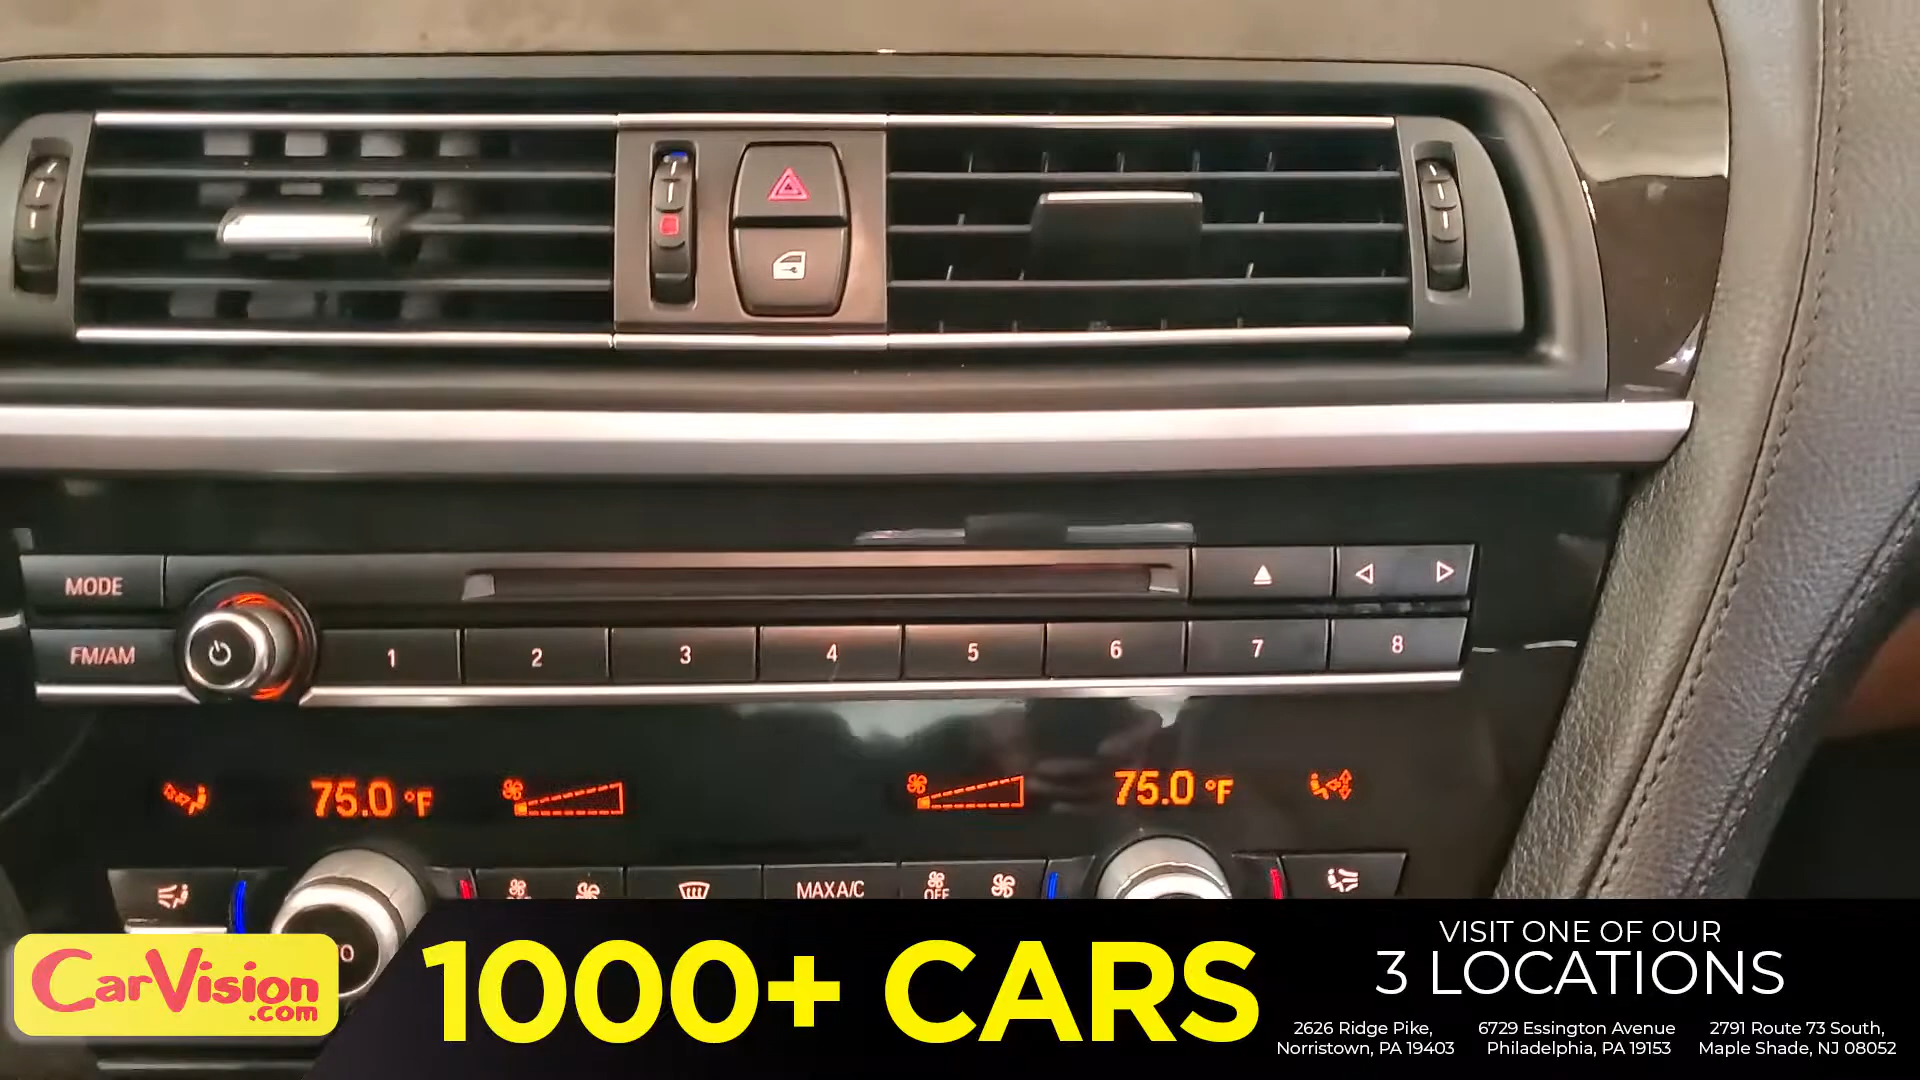 MODE
FM/AM
1 2 3 4 5 6 7 8
75.0 °F
75.0 °F
MAX A/C
OFF
CarVision
.com
1000+ CARS
VISIT ONE OF OUR
3 LOCATIONS
2626 Ridge Pike,
Norristown, PA 19403
6729 Essington Avenue
Philadelphia, PA 19153
2791 Route 73 South,
Maple Shade, NJ 08052